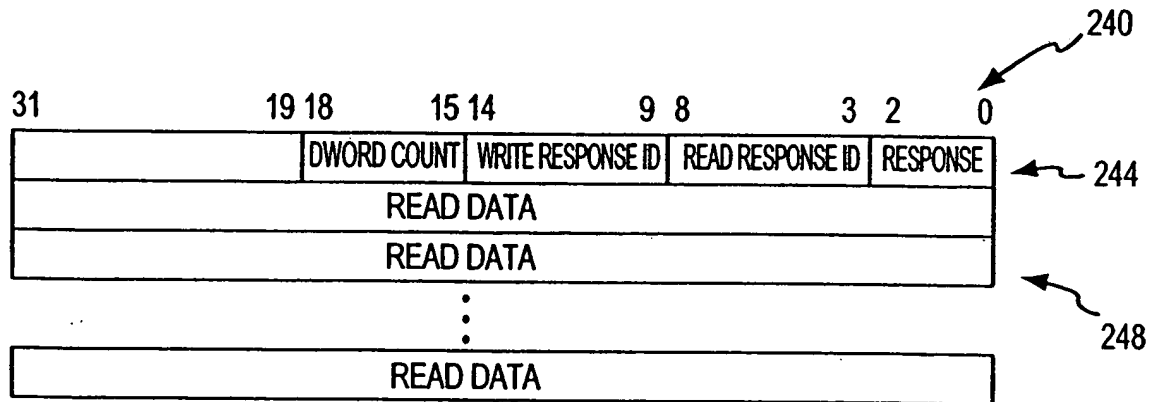 240
31 19 18 15 14 9 8 3 2 0
DWORD COUNT WRITE RESPONSE ID READ RESPONSE ID RESPONSE
244
READ DATA
READ DATA
248
READ DATA